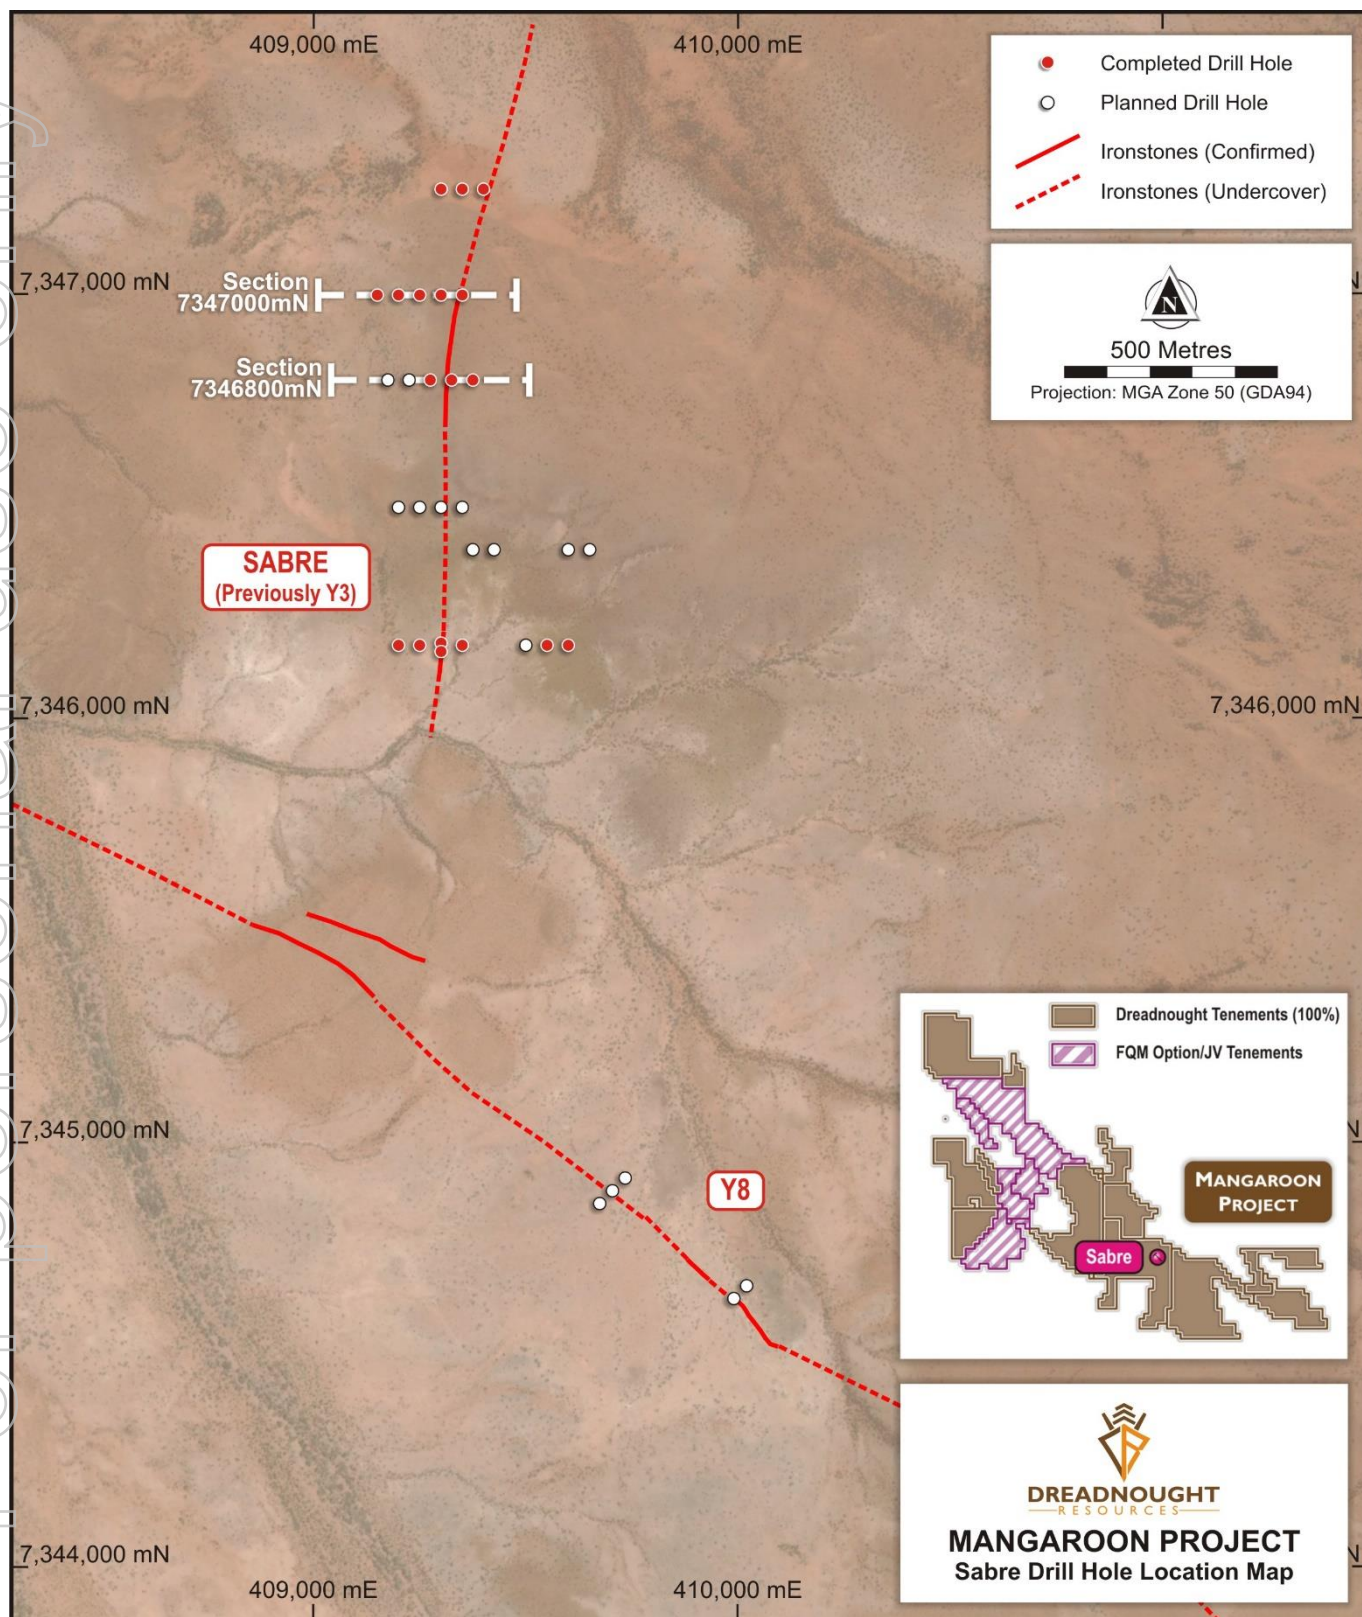 409,000 mE
410,000 mE
Completed Drill Hole
Planned Drill Hole
Ironstones (Confirmed)
Ironstones (Undercover)
7,347,000 mN
N
Section
7347000mN
N
500 Metres
Projection: MGA Zone 50 (GDA94)
Section
7346800mN
SABRE
(Previously Y3)
7,346,000 mN
7,346,000 mN
7,345,000 mN
N
Y8
Dreadnought Tenements (100%)
FQM Option/JV Tenements
MANGAROON
PROJECT
Sabre
DREADNOUGHT
RESOURCES
MANGAROON PROJECT
Sabre Drill Hole Location Map
7,344,000 mN
N
409,000 mE
410,000 mE